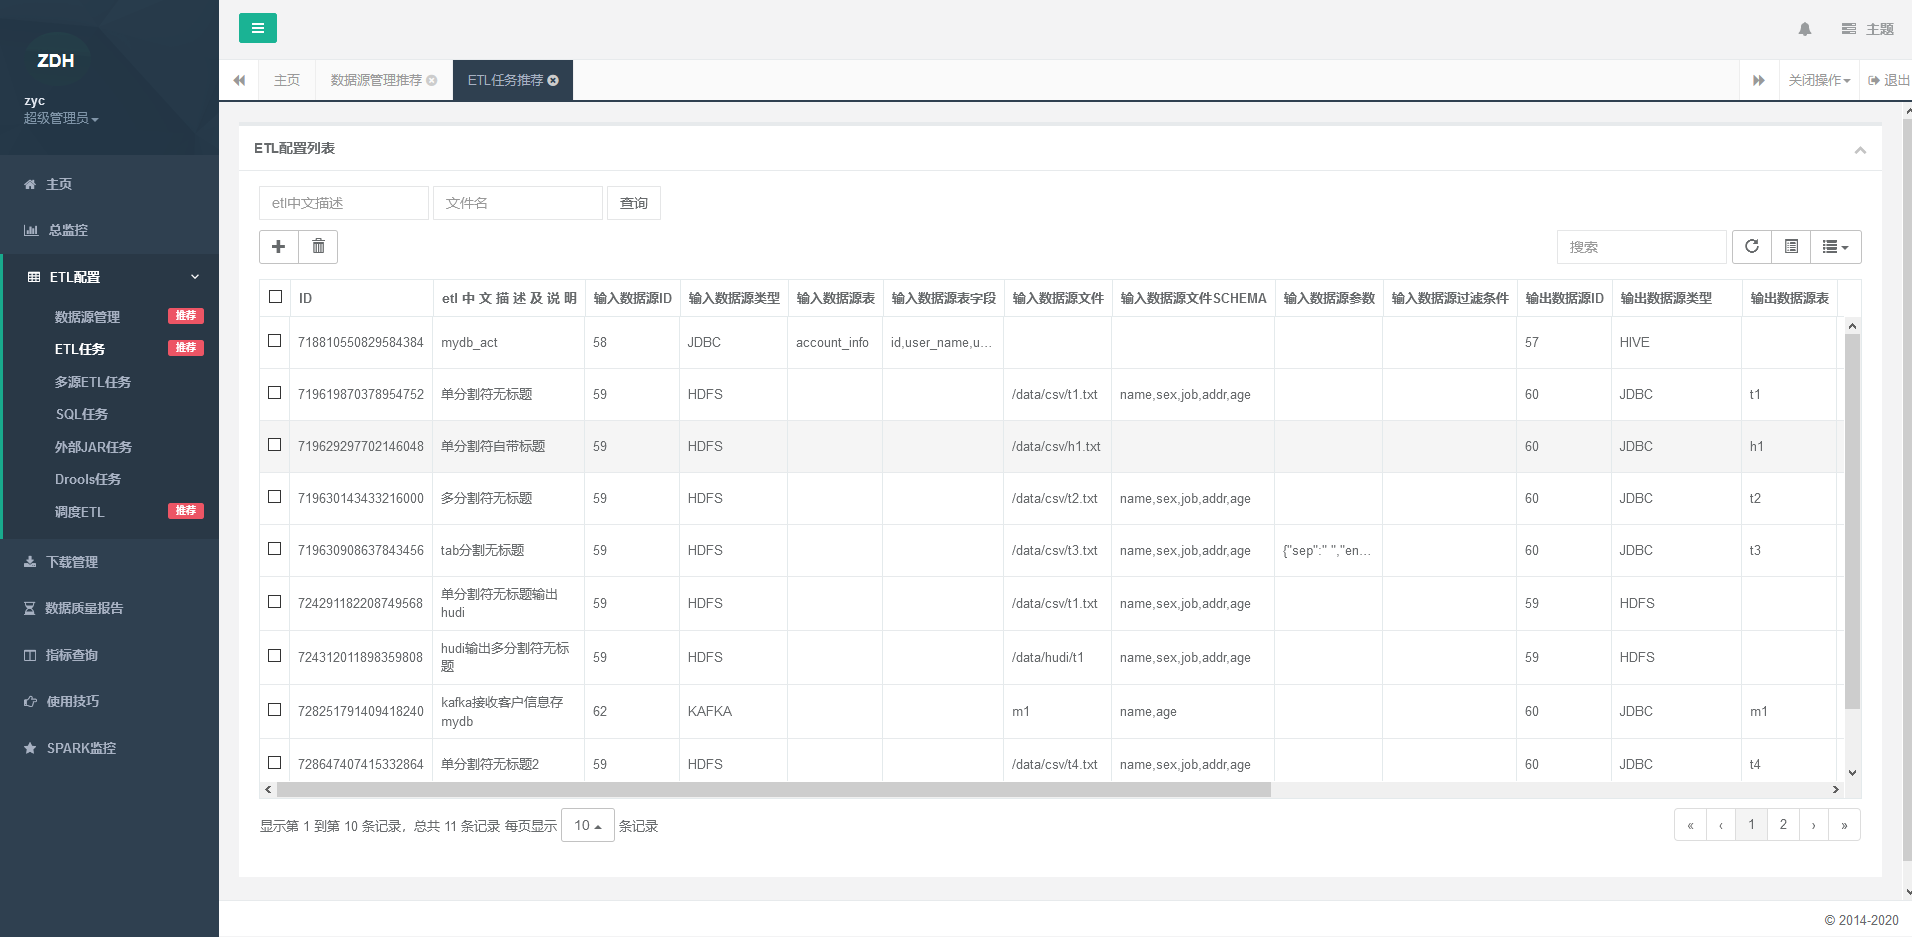 ZDH
zyc
超级管理员
主页
总监控
ETL配置
数据源管理 推荐
ETL任务 推荐
多源ETL任务
SQL任务
外部JAR任务
Drools任务
调度ETL 推荐
下载管理
数据质量报告
指标查询
使用技巧
SPARK监控
主题
主页 数据源管理推荐 ETL任务推荐 关闭操作 退出
ETL配置列表
etl中文描述 文件名 查询
搜索
ID etl 中 文 描 述 及 说 明 输入数据源ID 输入数据源类型 输入数据源表 输入数据源表字段 输入数据源文件 输入数据源文件SCHEMA 输入数据源参数 输入数据源过滤条件 输出数据源ID 输出数据源类型 输出数据源表
718810550829584384 mydb_act 58 JDBC account_info id,user_name,u... 57 HIVE
719619870378954752 单分割符无标题 59 HDFS /data/csv/t1.txt name,sex,job,addr,age 60 JDBC t1
719629297702146048 单分割符自带标题 59 HDFS /data/csv/h1.txt 60 JDBC h1
719630143433216000 多分割符无标题 59 HDFS /data/csv/t2.txt name,sex,job,addr,age 60 JDBC t2
719630908637843456 tab分割无标题 59 HDFS /data/csv/t3.txt name,sex,job,addr,age {"sep":" ","en... 60 JDBC t3
724291182208749568 单分割符无标题输出hudi 59 HDFS /data/csv/t1.txt name,sex,job,addr,age 59 HDFS
724312011898359808 hudi输出多分割符无标题 59 HDFS /data/hudi/t1 name,sex,job,addr,age 59 HDFS
728251791409418240 kafka接收客户信息存mydb 62 KAFKA m1 name,age 60 JDBC m1
728647407415332864 单分割符无标题2 59 HDFS /data/csv/t4.txt name,sex,job,addr,age 60 JDBC t4
显示第 1 到第 10 条记录，总共 11 条记录 每页显示 10 条记录
« ‹ 1 2 › »
© 2014-2020